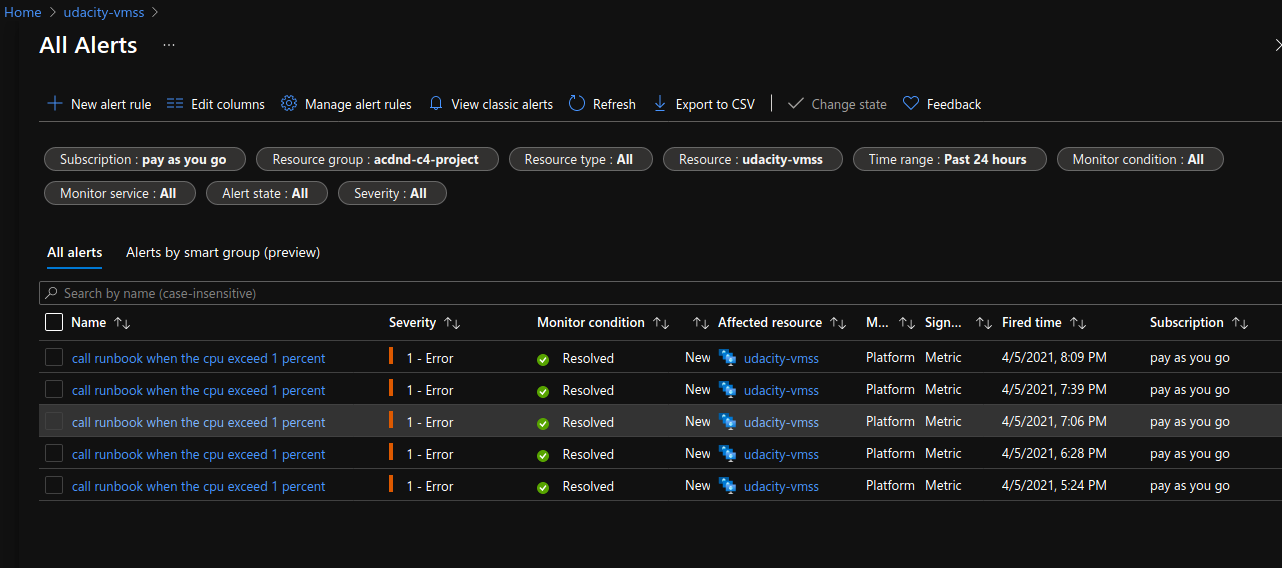 Home > udacity-vmss >
All Alerts ...
New alert rule Edit columns Manage alert rules View classic alerts Refresh Export to CSV Change state Feedback
Subscription : pay as you go Resource group : acdnd-c4-project Resource type : All Resource : udacity-vmss Time range : Past 24 hours Monitor condition : All
Monitor service : All Alert state : All Severity : All
All alerts Alerts by smart group (preview)
Search by name (case-insensitive)
Name Severity Monitor condition Affected resource M... Sign... Fired time Subscription
call runbook when the cpu exceed 1 percent 1 - Error Resolved New udacity-vmss Platform Metric 4/5/2021, 8:09 PM pay as you go
call runbook when the cpu exceed 1 percent 1 - Error Resolved New udacity-vmss Platform Metric 4/5/2021, 7:39 PM pay as you go
call runbook when the cpu exceed 1 percent 1 - Error Resolved New udacity-vmss Platform Metric 4/5/2021, 7:06 PM pay as you go
call runbook when the cpu exceed 1 percent 1 - Error Resolved New udacity-vmss Platform Metric 4/5/2021, 6:28 PM pay as you go
call runbook when the cpu exceed 1 percent 1 - Error Resolved New udacity-vmss Platform Metric 4/5/2021, 5:24 PM pay as you go